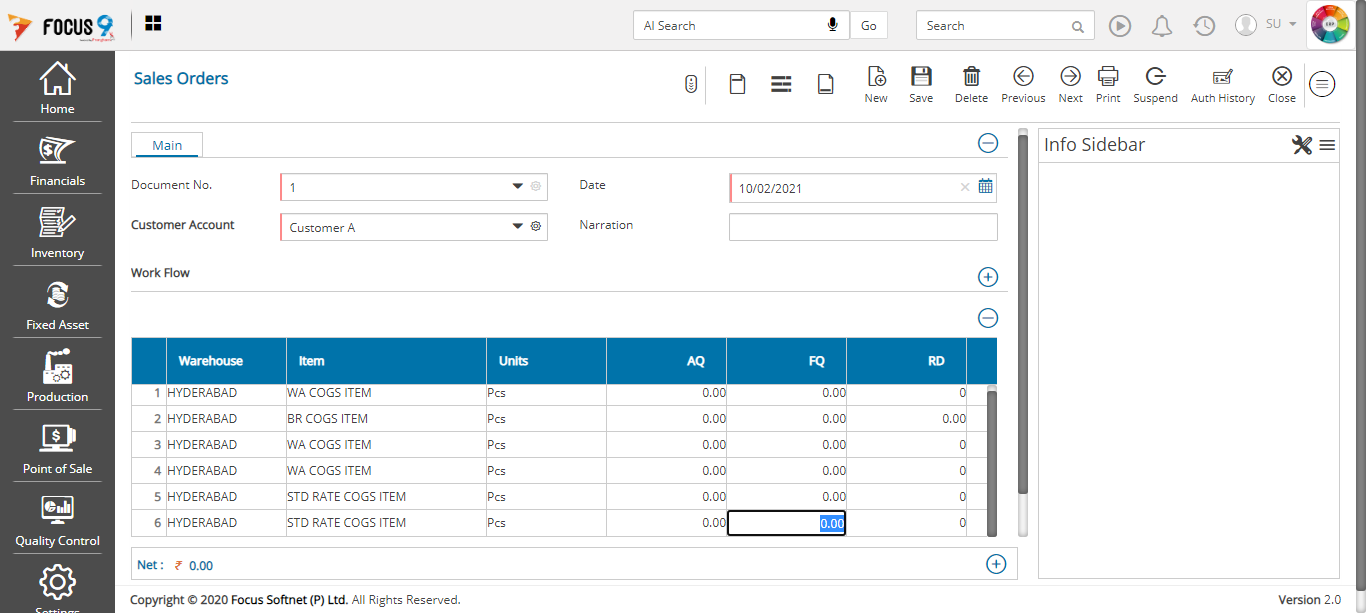 FOCUS 9
AI Search
Go
Search
SU
ERP
Home
Financials
Inventory
Fixed Asset
Production
Point of Sale
Quality Control
Settings
Sales Orders
New
Save
Delete
Previous
Next
Print
Suspend
Auth History
Close
Main
Document No.
1
Date
10/02/2021
Customer Account
Customer A
Narration
Work Flow
Warehouse Item Units AQ FQ RD
1 HYDERABAD WA COGS ITEM Pcs 0.00 0.00 0
2 HYDERABAD BR COGS ITEM Pcs 0.00 0.00 0.00
3 HYDERABAD WA COGS ITEM Pcs 0.00 0.00 0
4 HYDERABAD WA COGS ITEM Pcs 0.00 0.00 0
5 HYDERABAD STD RATE COGS ITEM Pcs 0.00 0.00 0
6 HYDERABAD STD RATE COGS ITEM Pcs 0.00 0.00 0
Net : ₹ 0.00
Info Sidebar
Copyright © 2020 Focus Softnet (P) Ltd. All Rights Reserved.
Version 2.0